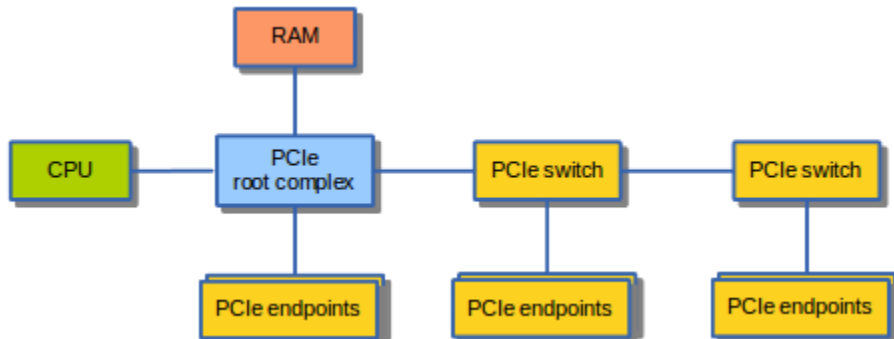 RAM
CPU
PCIe
root complex
PCIe switch
PCIe switch
PCIe endpoints
PCIe endpoints
PCIe endpoints